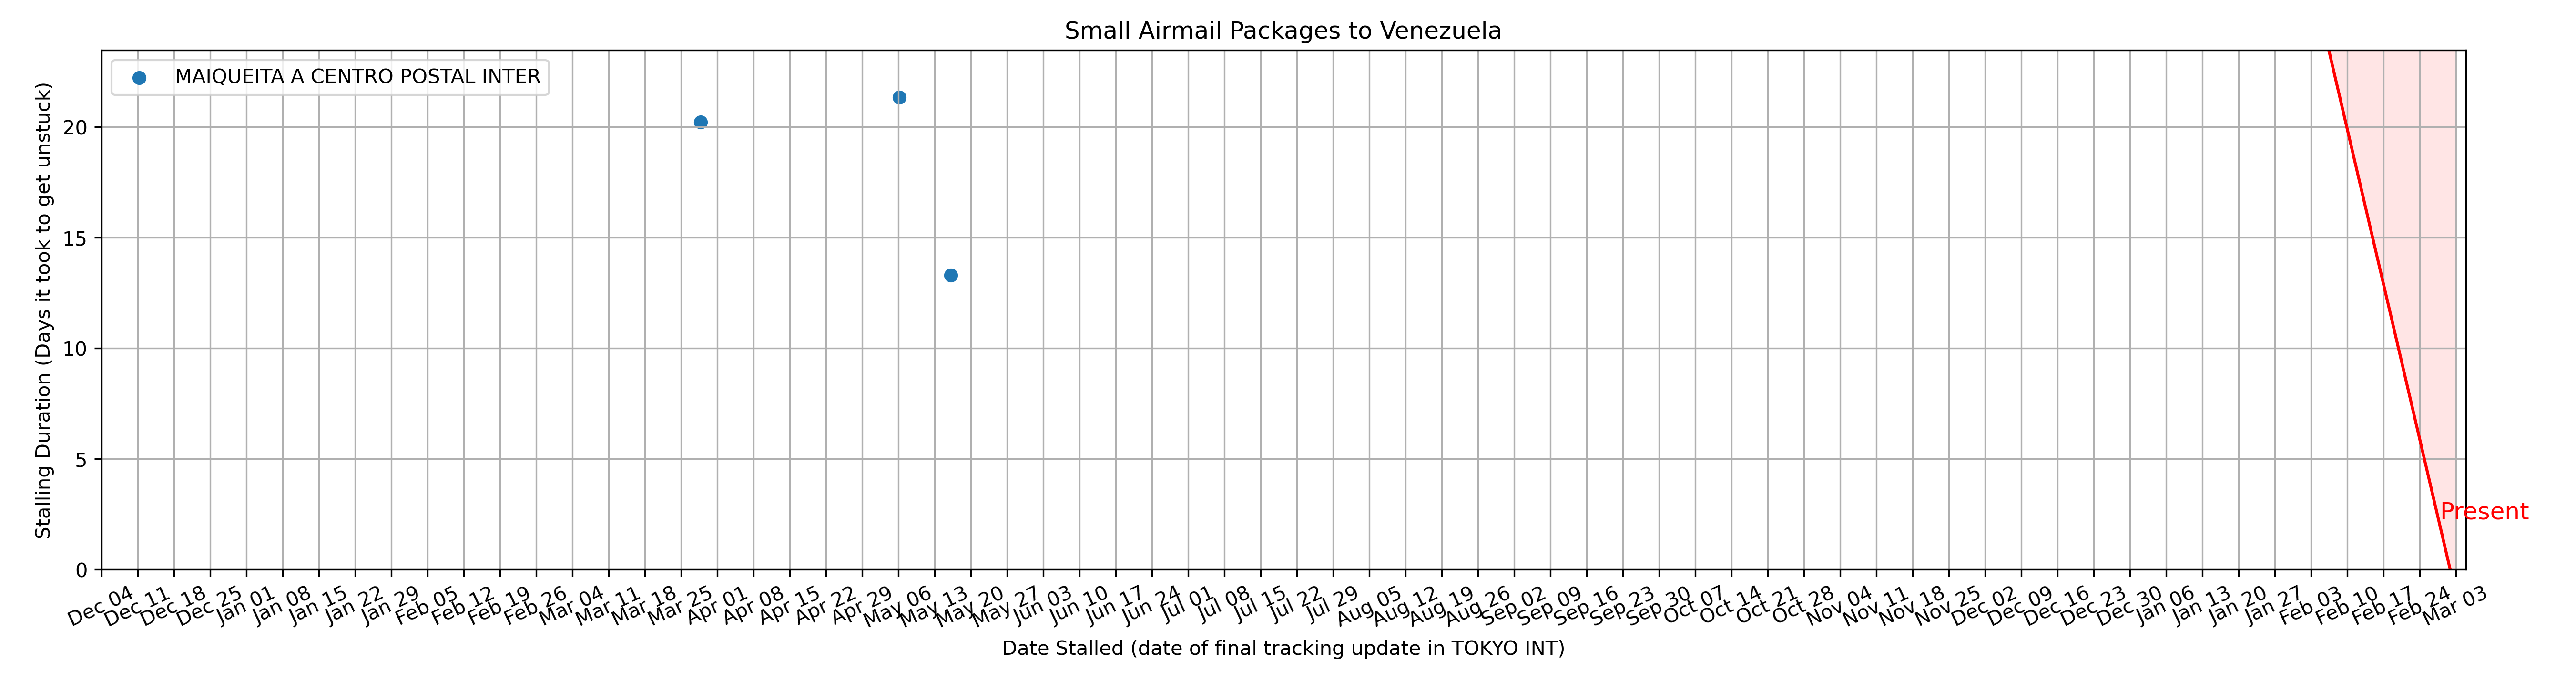 Small Airmail Packages to Venezuela
MAIQUEITA A CENTRO POSTAL INTER
Stalling Duration (Days it took to get unstuck)
20
15
10
5
0
Present
Dec 04 Dec 11 Dec 18 Dec 25 Jan 01 Jan 08 Jan 15 Jan 22 Jan 29 Feb 05 Feb 12 Feb 19 Feb 26 Mar 04 Mar 11 Mar 18 Mar 25 Apr 01 Apr 08 Apr 15 Apr 22 Apr 29 May 06 May 13 May 20 May 27 Jun 03 Jun 10 Jun 17 Jun 24 Jul 01 Jul 08 Jul 15 Jul 22 Jul 29 Aug 05 Aug 12 Aug 19 Aug 26 Sep 02 Sep 09 Sep 16 Sep 23 Sep 30 Oct 07 Oct 14 Oct 21 Oct 28 Nov 04 Nov 11 Nov 18 Nov 25 Dec 02 Dec 09 Dec 16 Dec 23 Dec 30 Jan 06 Jan 13 Jan 20 Jan 27 Feb 03 Feb 10 Feb 17 Feb 24 Mar 03
Date Stalled (date of final tracking update in TOKYO INT)